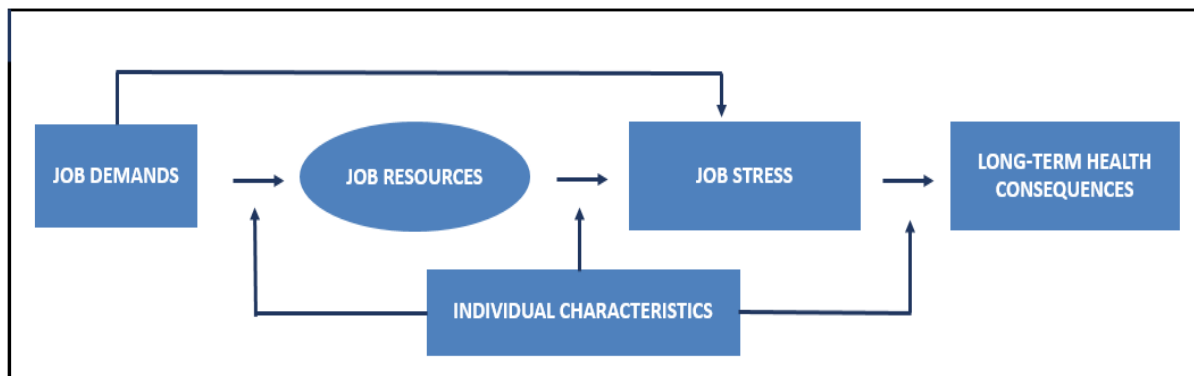 JOB DEMANDS
JOB RESOURCES
JOB STRESS
LONG-TERM HEALTH
CONSEQUENCES
INDIVIDUAL CHARACTERISTICS